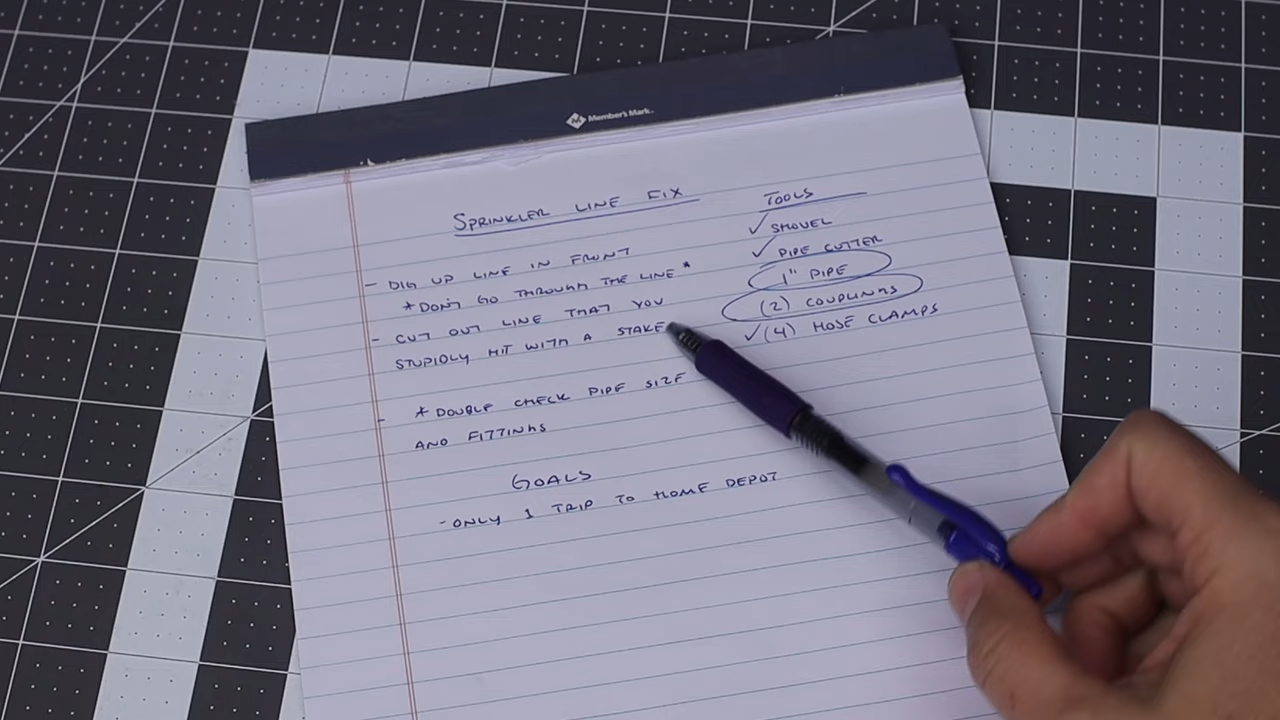 Member's Mark
SPRINKLER LINE FIX
- DIG UP LINE IN FRONT
* DON'T GO THROUGH THE LINE *
- CUT OUT LINE THAT YOU
STUPIDLY HIT WITH A STAKE
- * DOUBLE CHECK PIPE SIZE
AND FITTINGS
GOALS
- ONLY 1 TRIP TO HOME DEPOT
TOOLS
✓ SHOVEL
✓ PIPE CUTTER
1" PIPE
(2) COUPLINGS
✓ (4) HOSE CLAMPS